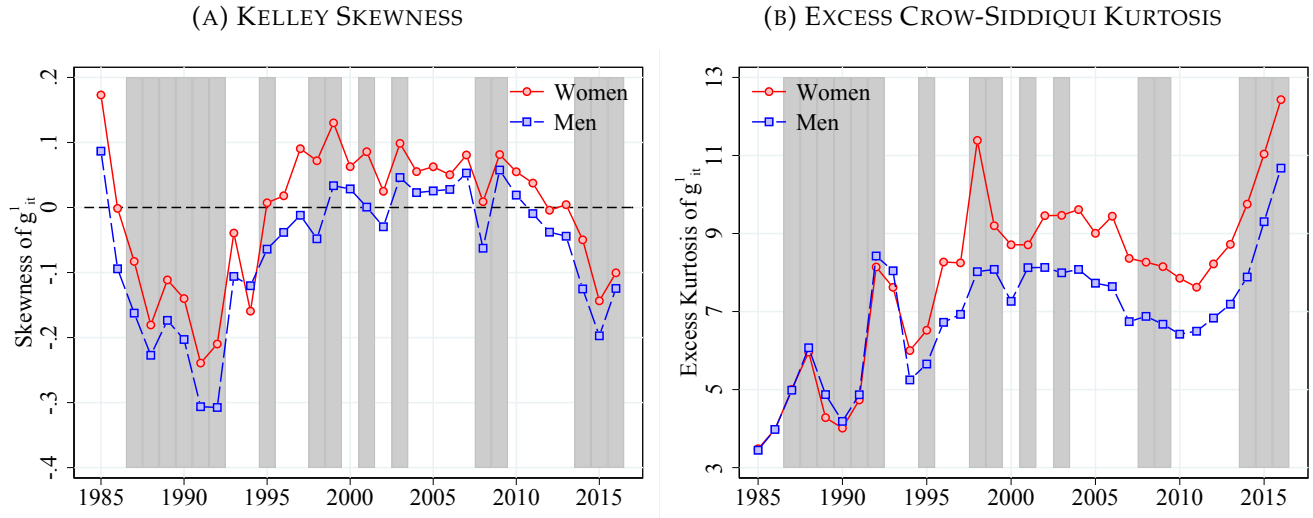 (A) KELLEY SKEWNESS
Skewness of g¹ᵢₜ
.2
.1
0
-.1
-.2
-.3
-.4
Women
Men
1985 1990 1995 2000 2005 2010 2015
(B) EXCESS CROW-SIDDIQUI KURTOSIS
Excess Kurtosis of g¹ᵢₜ
13
11
9
7
5
3
Women
Men
1985 1990 1995 2000 2005 2010 2015